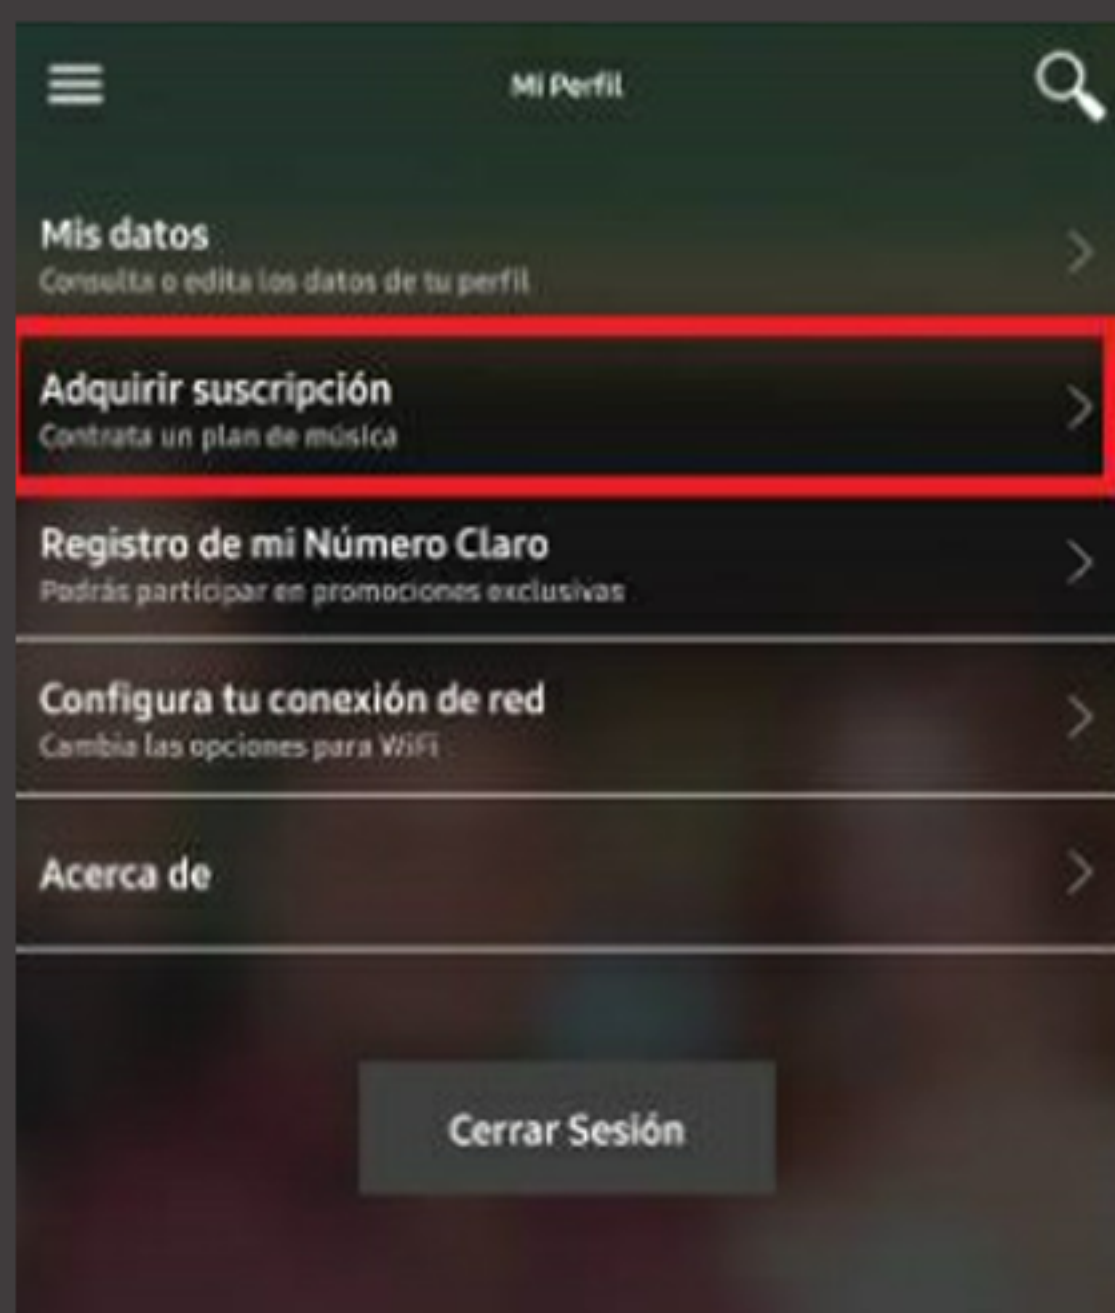 Mi Perfil
Mis datos
Consulta o edita los datos de tu perfil
Adquirir suscripción
Contrata un plan de música
Registro de mi Número Claro
Podrás participar en promociones exclusivas
Configura tu conexión de red
Cambia las opciones para WiFi
Acerca de
Cerrar Sesión